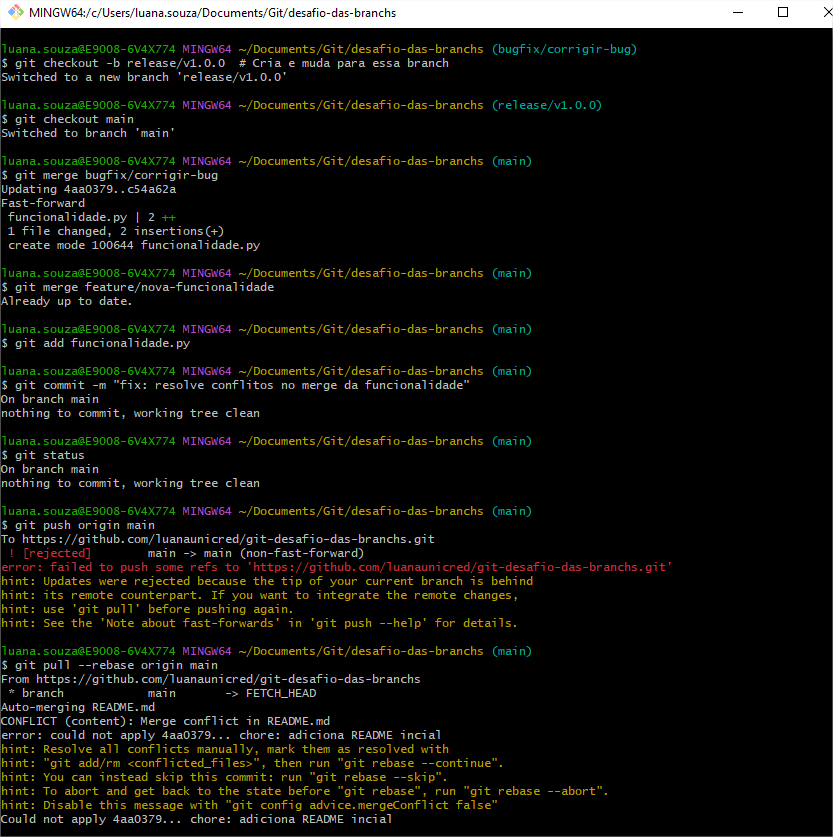 MINGW64:/c/Users/luana.souza/Documents/Git/desafio-das-branchs
luana.souza@E9008-6V4X774 MINGW64 ~/Documents/Git/desafio-das-branchs (bugfix/corrigir-bug)
$ git checkout -b release/v1.0.0  # Cria e muda para essa branch
Switched to a new branch 'release/v1.0.0'
luana.souza@E9008-6V4X774 MINGW64 ~/Documents/Git/desafio-das-branchs (release/v1.0.0)
$ git checkout main
Switched to branch 'main'
luana.souza@E9008-6V4X774 MINGW64 ~/Documents/Git/desafio-das-branchs (main)
$ git merge bugfix/corrigir-bug
Updating 4aa0379..c54a62a
Fast-forward
 funcionalidade.py | 2 ++
 1 file changed, 2 insertions(+)
 create mode 100644 funcionalidade.py
luana.souza@E9008-6V4X774 MINGW64 ~/Documents/Git/desafio-das-branchs (main)
$ git merge feature/nova-funcionalidade
Already up to date.
luana.souza@E9008-6V4X774 MINGW64 ~/Documents/Git/desafio-das-branchs (main)
$ git add funcionalidade.py
luana.souza@E9008-6V4X774 MINGW64 ~/Documents/Git/desafio-das-branchs (main)
$ git commit -m "fix: resolve conflitos no merge da funcionalidade"
On branch main
nothing to commit, working tree clean
luana.souza@E9008-6V4X774 MINGW64 ~/Documents/Git/desafio-das-branchs (main)
$ git status
On branch main
nothing to commit, working tree clean
luana.souza@E9008-6V4X774 MINGW64 ~/Documents/Git/desafio-das-branchs (main)
$ git push origin main
To https://github.com/luanaunicred/git-desafio-das-branchs.git
 ! [rejected]        main -> main (non-fast-forward)
error: failed to push some refs to 'https://github.com/luanaunicred/git-desafio-das-branchs.git'
hint: Updates were rejected because the tip of your current branch is behind
hint: its remote counterpart. If you want to integrate the remote changes,
hint: use 'git pull' before pushing again.
hint: See the 'Note about fast-forwards' in 'git push --help' for details.
luana.souza@E9008-6V4X774 MINGW64 ~/Documents/Git/desafio-das-branchs (main)
$ git pull --rebase origin main
From https://github.com/luanaunicred/git-desafio-das-branchs
 * branch            main       -> FETCH_HEAD
Auto-merging README.md
CONFLICT (content): Merge conflict in README.md
error: could not apply 4aa0379... chore: adiciona README incial
hint: Resolve all conflicts manually, mark them as resolved with
hint: "git add/rm <conflicted_files>", then run "git rebase --continue".
hint: You can instead skip this commit: run "git rebase --skip".
hint: To abort and get back to the state before "git rebase", run "git rebase --abort".
hint: Disable this message with "git config advice.mergeConflict false"
Could not apply 4aa0379... chore: adiciona README incial